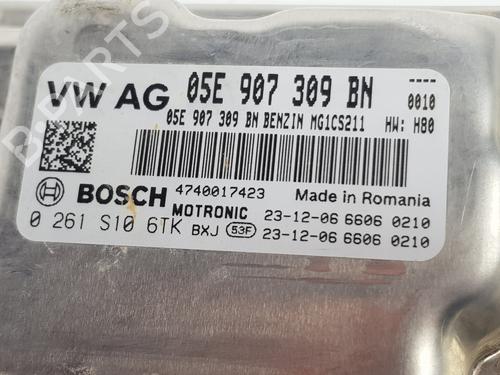 VW AG 05E 907 309 BN 0010
05E 907 309 BN BENZIN MG1CS211 HW: H80
BOSCH 4740017423 Made in Romania
MOTRONIC 23-12-06 6606 0210
0 261 S10 6TK BXJ 53F 23-12-06 6606 0210
B-PARTS